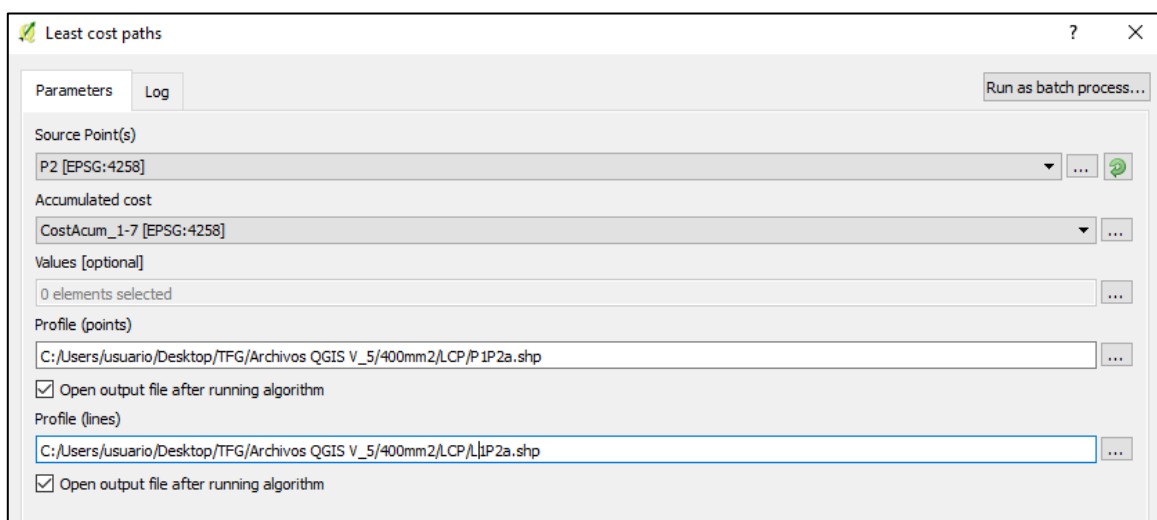 Least cost paths
?
Parameters
Log
Run as batch process...
Source Point(s)
P2 [EPSG:4258]
...
Accumulated cost
CostAcum_1-7 [EPSG:4258]
...
Values [optional]
0 elements selected
...
Profile (points)
C:/Users/usuario/Desktop/TFG/Archivos QGIS V_5/400mm2/LCP/P1P2a.shp
...
Open output file after running algorithm
Profile (lines)
C:/Users/usuario/Desktop/TFG/Archivos QGIS V_5/400mm2/LCP/L1P2a.shp
...
Open output file after running algorithm